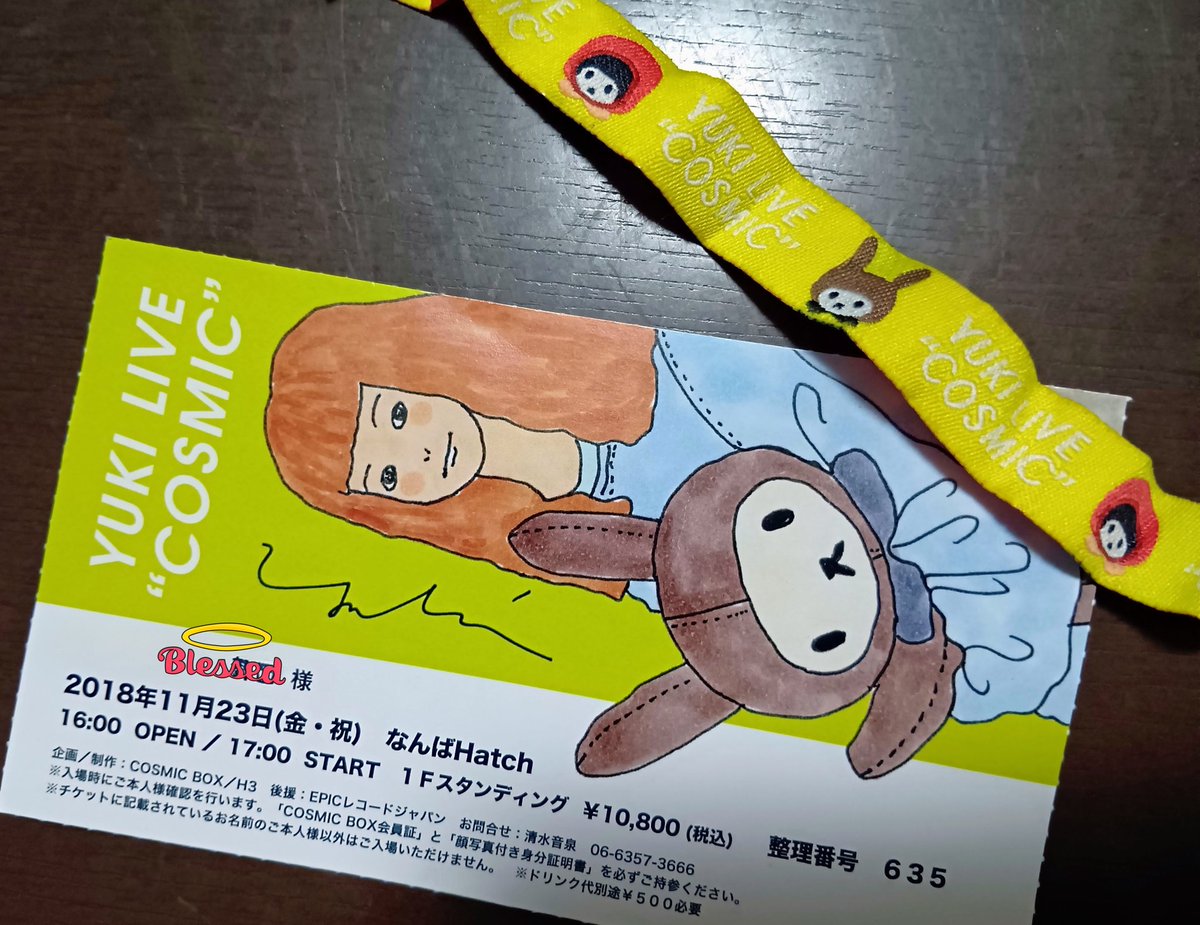 YUKI LIVE
“COSMIC”
YUKI LIVE
“COSMIC”
YUKI LIVE
“COSMIC”
YUKI LIVE
“COSMIC”
Blessed 様
2018年11月23日(金・祝) なんばHatch
16:00 OPEN / 17:00 START 1Fスタンディング ¥10,800 (税込) 整理番号 635
企画/制作:COSMIC BOX/H3 後援:EPICレコードジャパン お問合せ:清水音泉 06-6357-3666
※入場時にご本人様確認を行います。「COSMIC BOX会員証」と「顔写真付き身分証明書」を必ずご持参ください。
※チケットに記載されているお名前のご本人様以外はご入場いただけません。 ※ドリンク代別途¥500必要